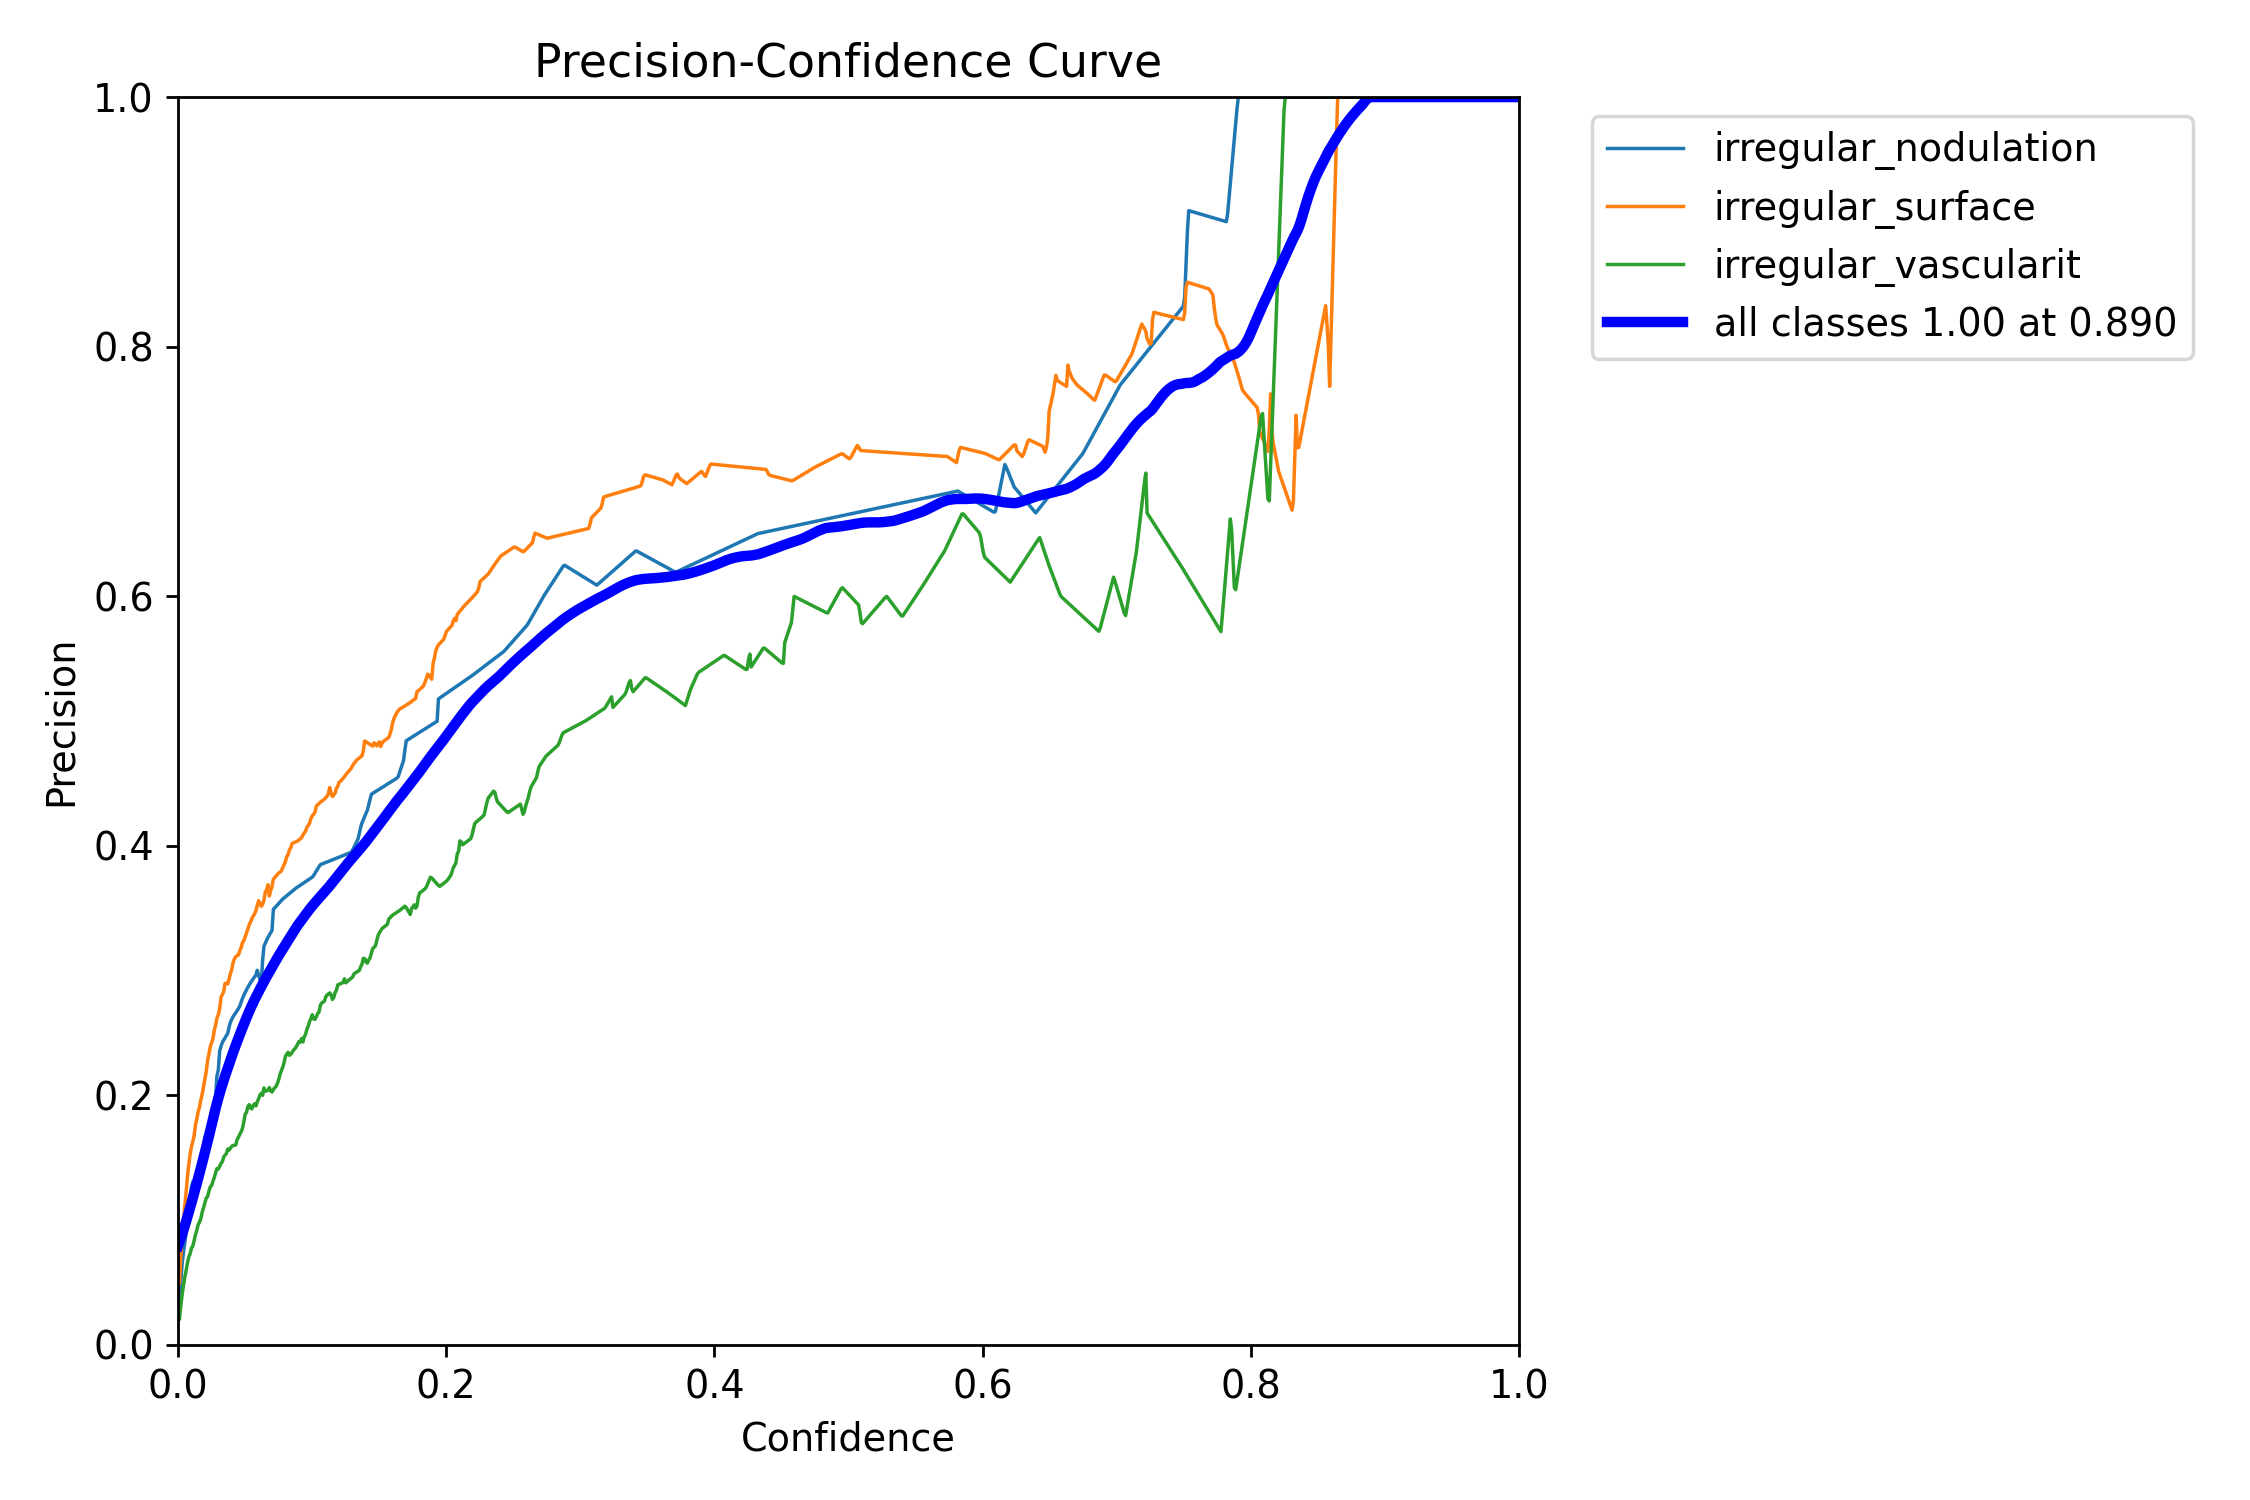 Precision-Confidence Curve
1.0
0.8
0.6
0.4
0.2
0.0
Precision
0.0 0.2 0.4 0.6 0.8 1.0
Confidence
irregular_nodulation
irregular_surface
irregular_vascularit
all classes 1.00 at 0.890